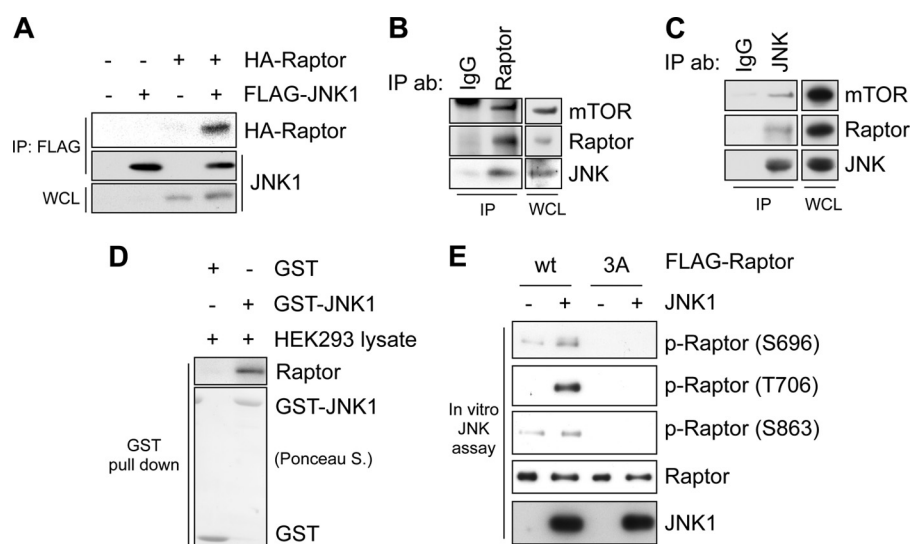 A
- - + + HA-Raptor
- + - + FLAG-JNK1
IP: FLAG
HA-Raptor
JNK1
WCL
B
IP ab:
IgG
Raptor
mTOR
Raptor
JNK
IP
WCL
C
IP ab:
IgG
JNK
mTOR
Raptor
JNK
IP
WCL
D
+ - GST
- + GST-JNK1
+ + HEK293 lysate
Raptor
GST-JNK1
GST
pull down
(Ponceau S.)
GST
E
wt 3A FLAG-Raptor
- + - + JNK1
p-Raptor (S696)
p-Raptor (T706)
In vitro
JNK
assay
p-Raptor (S863)
Raptor
JNK1